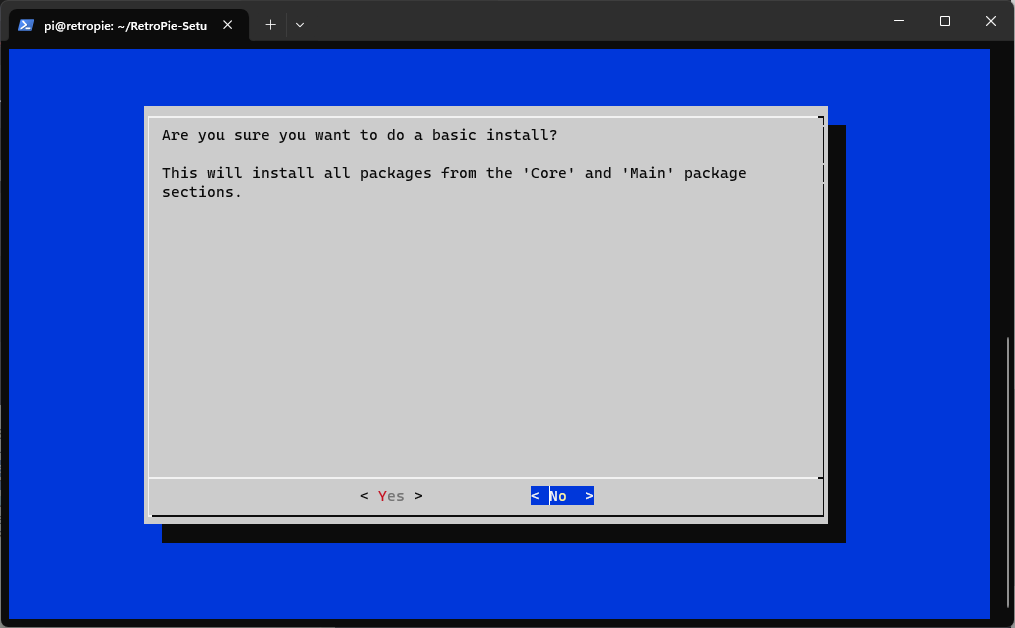 pi@retropie: ~/RetroPie-Setu
Are you sure you want to do a basic install?
This will install all packages from the 'Core' and 'Main' package
sections.
< Yes > < No >